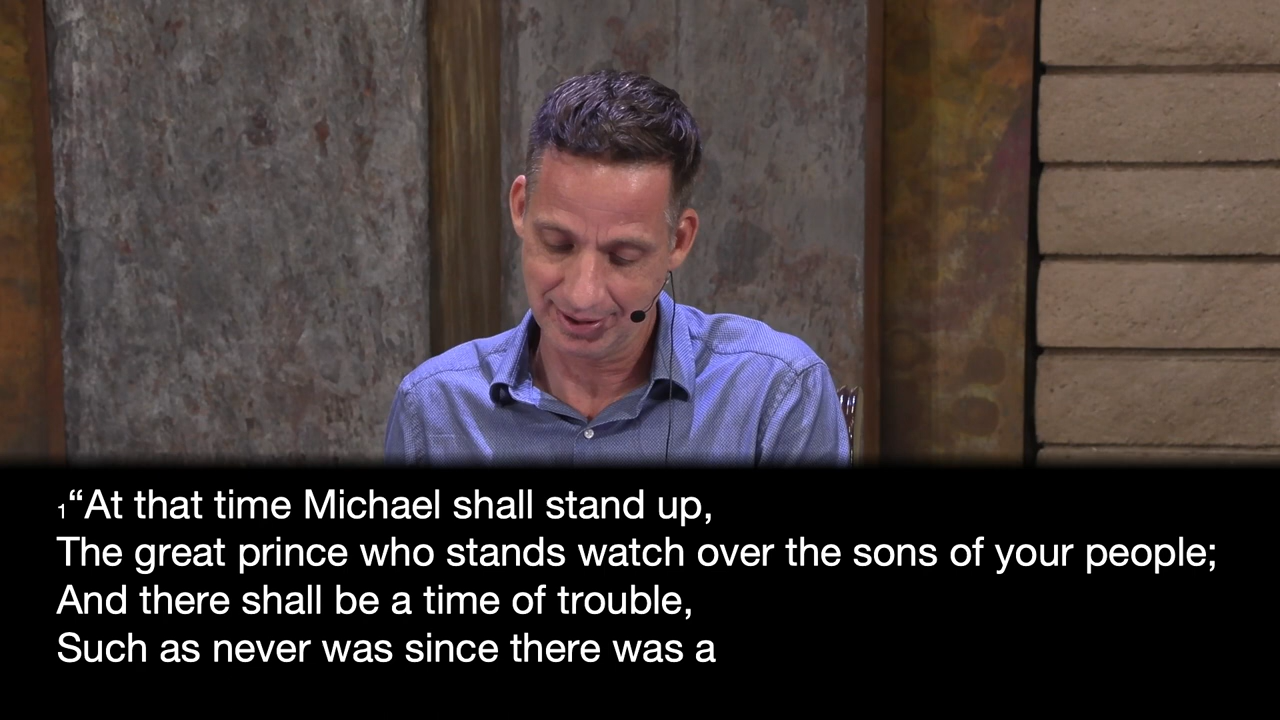 1“At that time Michael shall stand up,
The great prince who stands watch over the sons of your people;
And there shall be a time of trouble,
Such as never was since there was a